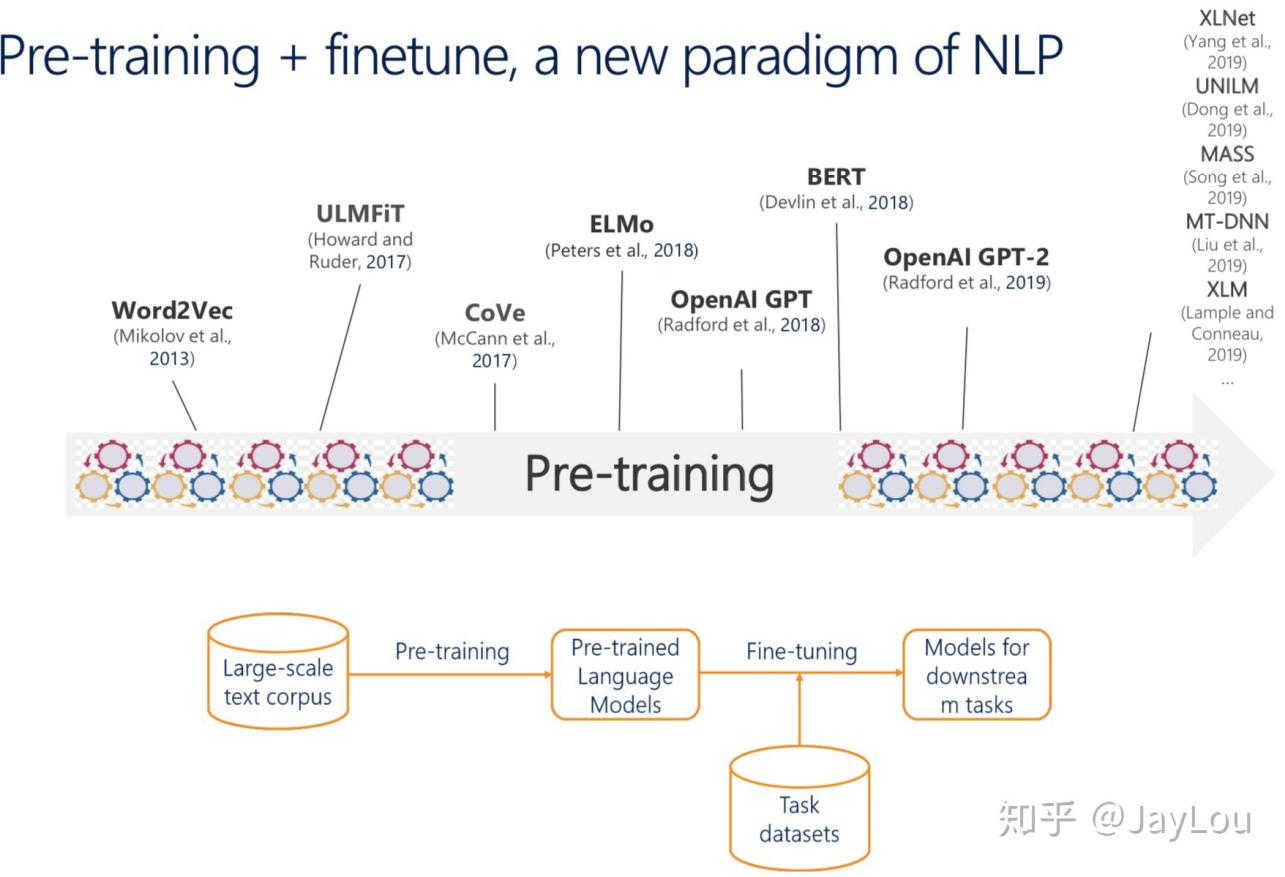 Pre-training + finetune, a new paradigm of NLP
XLNet
(Yang et al.,
2019)
UNILM
(Dong et al.,
2019)
MASS
(Song et al.,
2019)
MT-DNN
(Liu et al.,
2019)
XLM
(Lample and
Conneau,
2019)
...
Word2Vec
(Mikolov et al.,
2013)
ULMFiT
(Howard and
Ruder, 2017)
CoVe
(McCann et al.,
2017)
ELMo
(Peters et al., 2018)
OpenAI GPT
(Radford et al., 2018)
BERT
(Devlin et al., 2018)
OpenAI GPT-2
(Radford et al., 2019)
Pre-training
Large-scale
text corpus
Pre-training
Pre-trained
Language
Models
Fine-tuning
Models for
downstrea
m tasks
Task
datasets
知乎 @JayLou